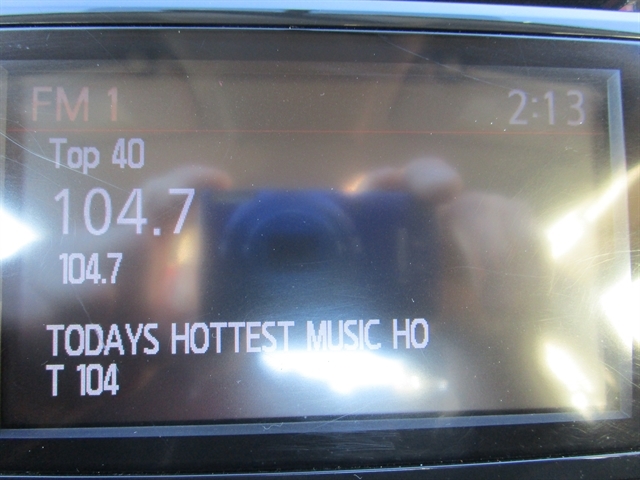 FM 1
2:13
Top 40
104.7
104.7
TODAYS HOTTEST MUSIC HO
T 104